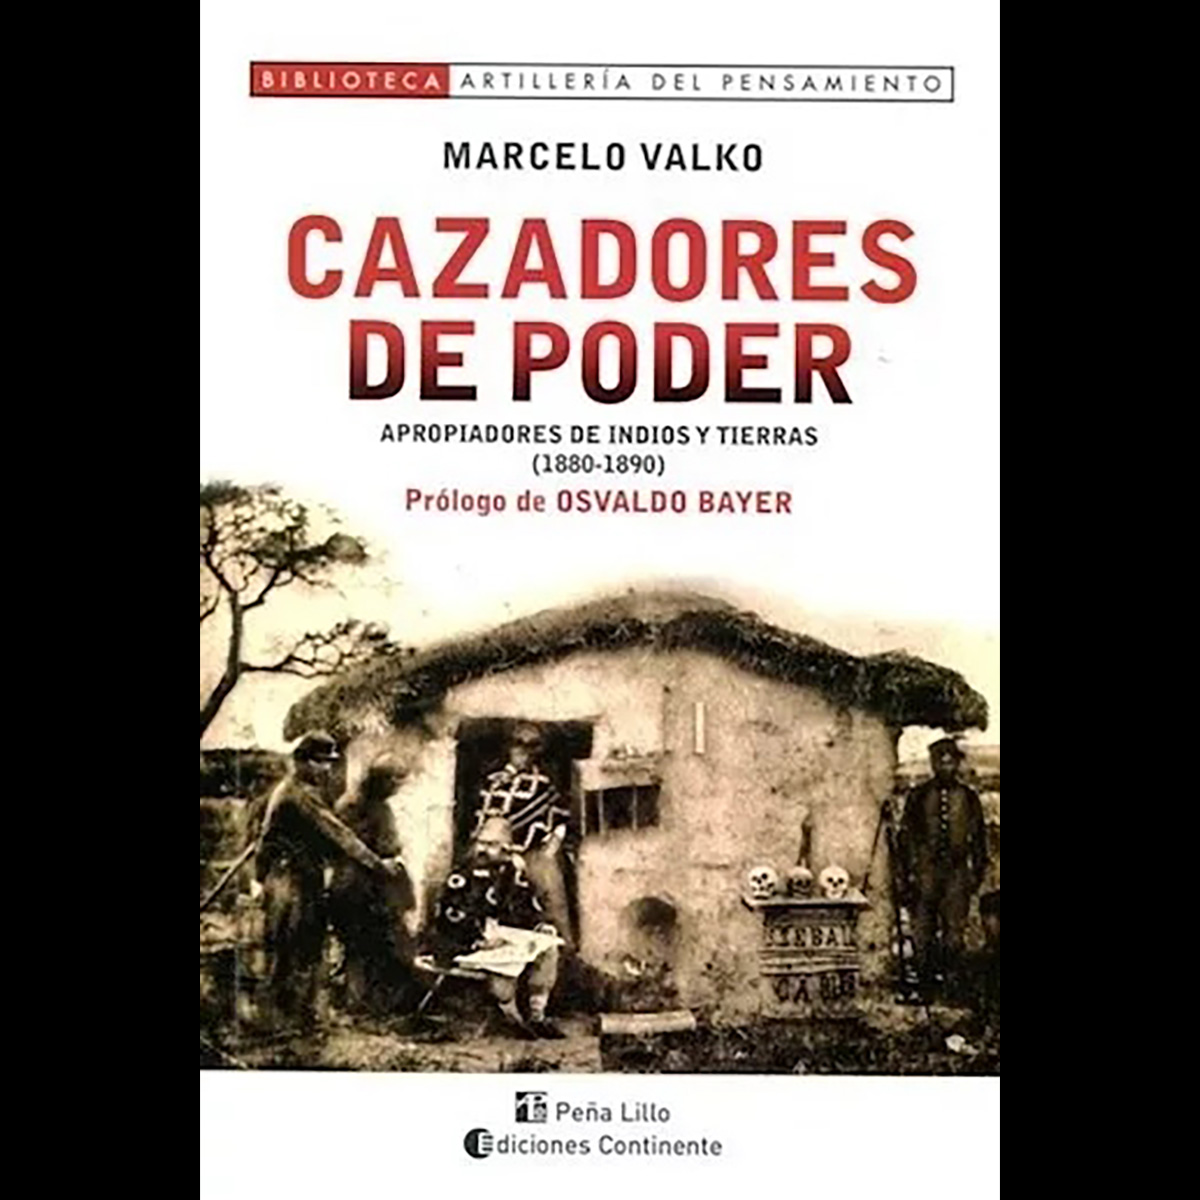 BIBLIOTECA ARTILLERÍA DEL PENSAMIENTO
MARCELO VALKO
CAZADORES
DE PODER
APROPIADORES DE INDIOS Y TIERRAS
(1880-1890)
Prólogo de OSVALDO BAYER
Peña Lillo
Ediciones Continente